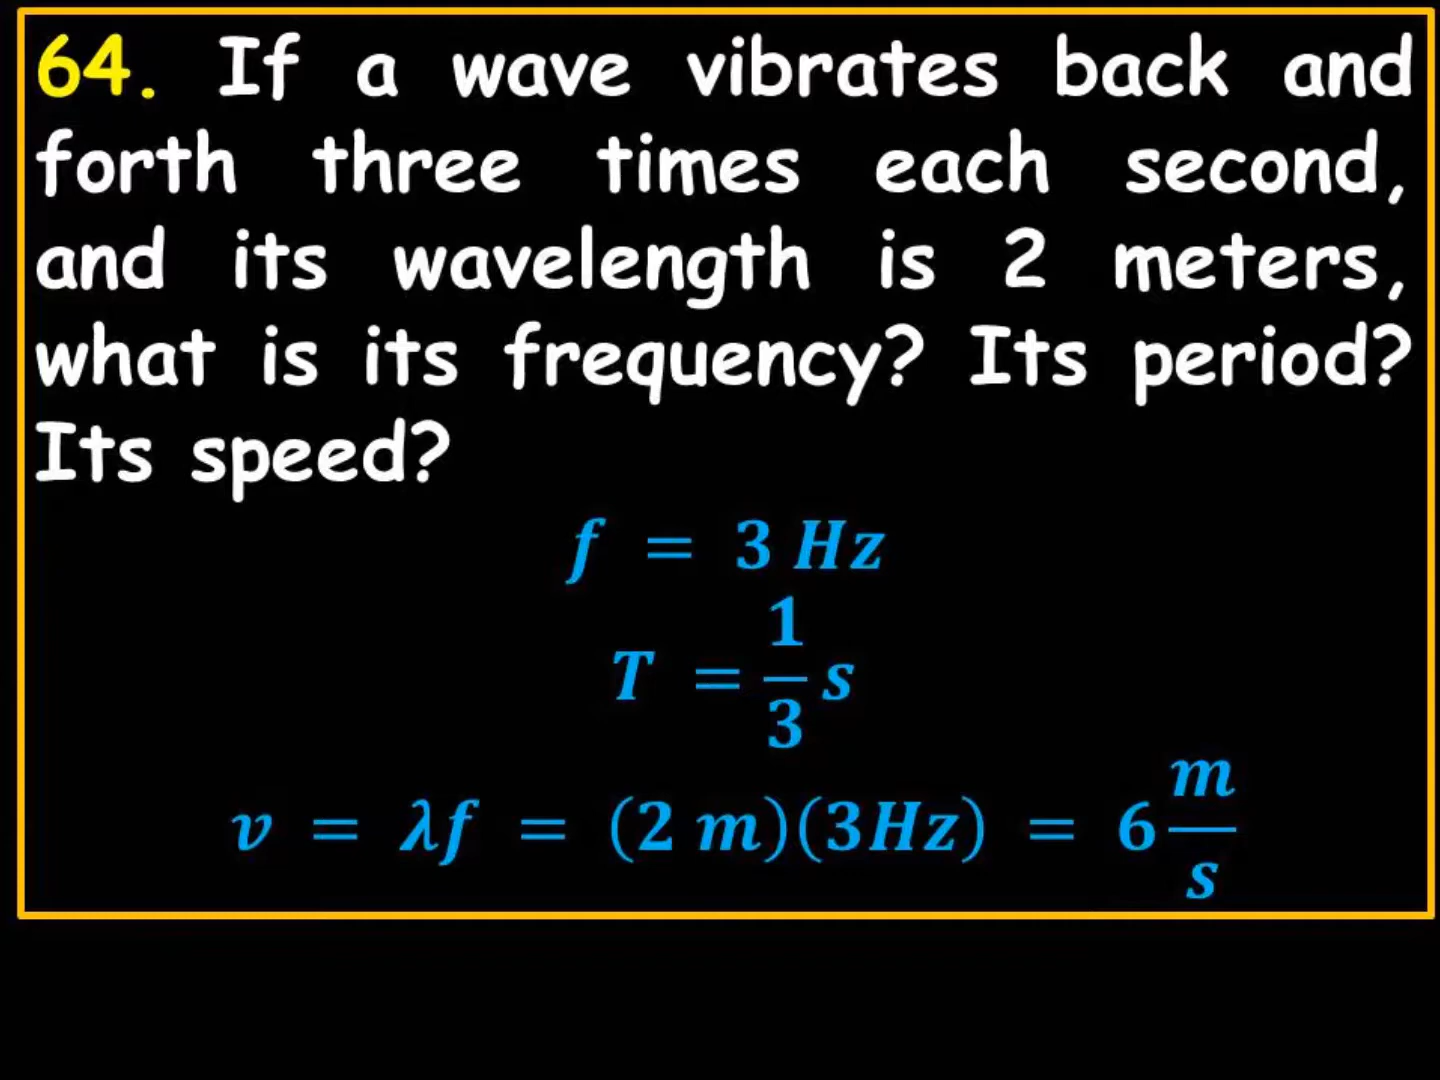 64. If a wave vibrates back and
forth three times each second,
and its wavelength is 2 meters,
what is its frequency? Its period?
Its speed?
f = 3 Hz
T = 1/3 s
v = λf = (2 m)(3Hz) = 6 m/s